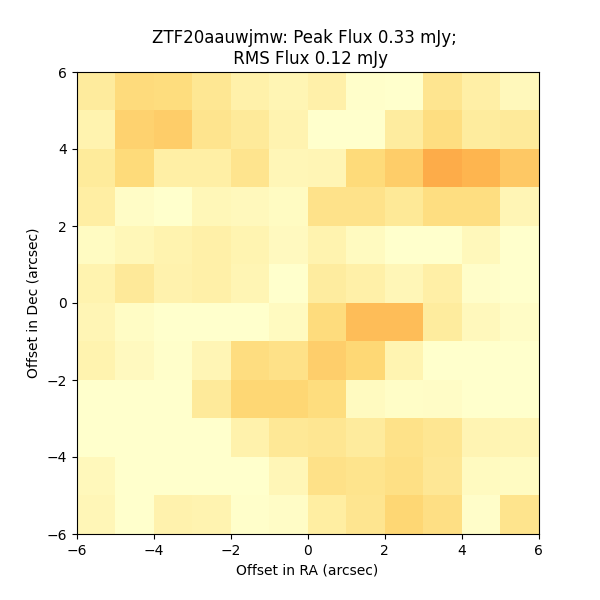 ZTF20aauwjmw: Peak Flux 0.33 mJy;
RMS Flux 0.12 mJy
6
4
2
0
−2
−4
−6
Offset in Dec (arcsec)
−6 −4 −2 0 2 4 6
Offset in RA (arcsec)